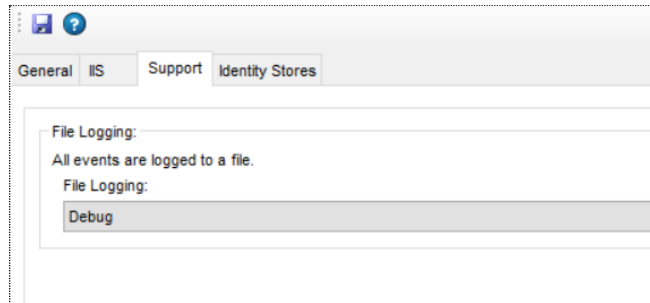 ?
General IIS Support Identity Stores
File Logging:
All events are logged to a file.
File Logging:
Debug